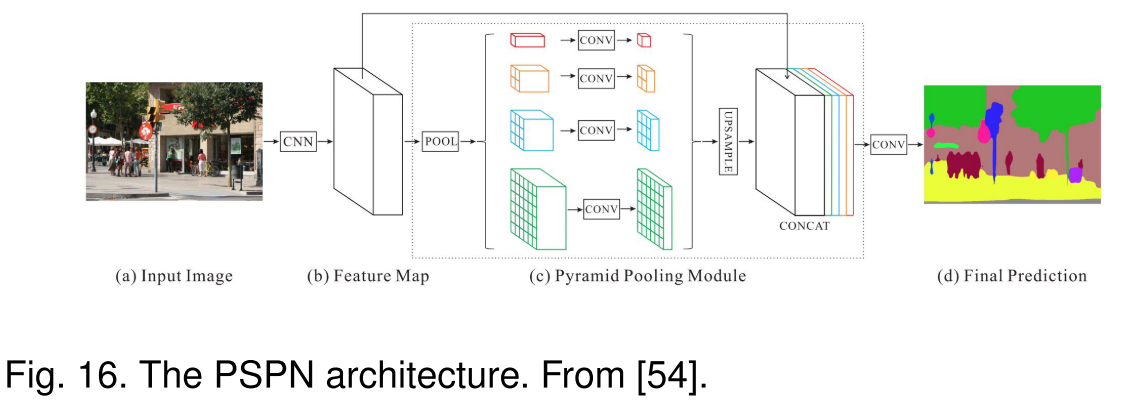 CNN
POOL
CONV
CONV
CONV
CONV
UPSAMPLE
CONCAT
CONV
(a) Input Image
(b) Feature Map
(c) Pyramid Pooling Module
(d) Final Prediction
Fig. 16. The PSPN architecture. From [54].